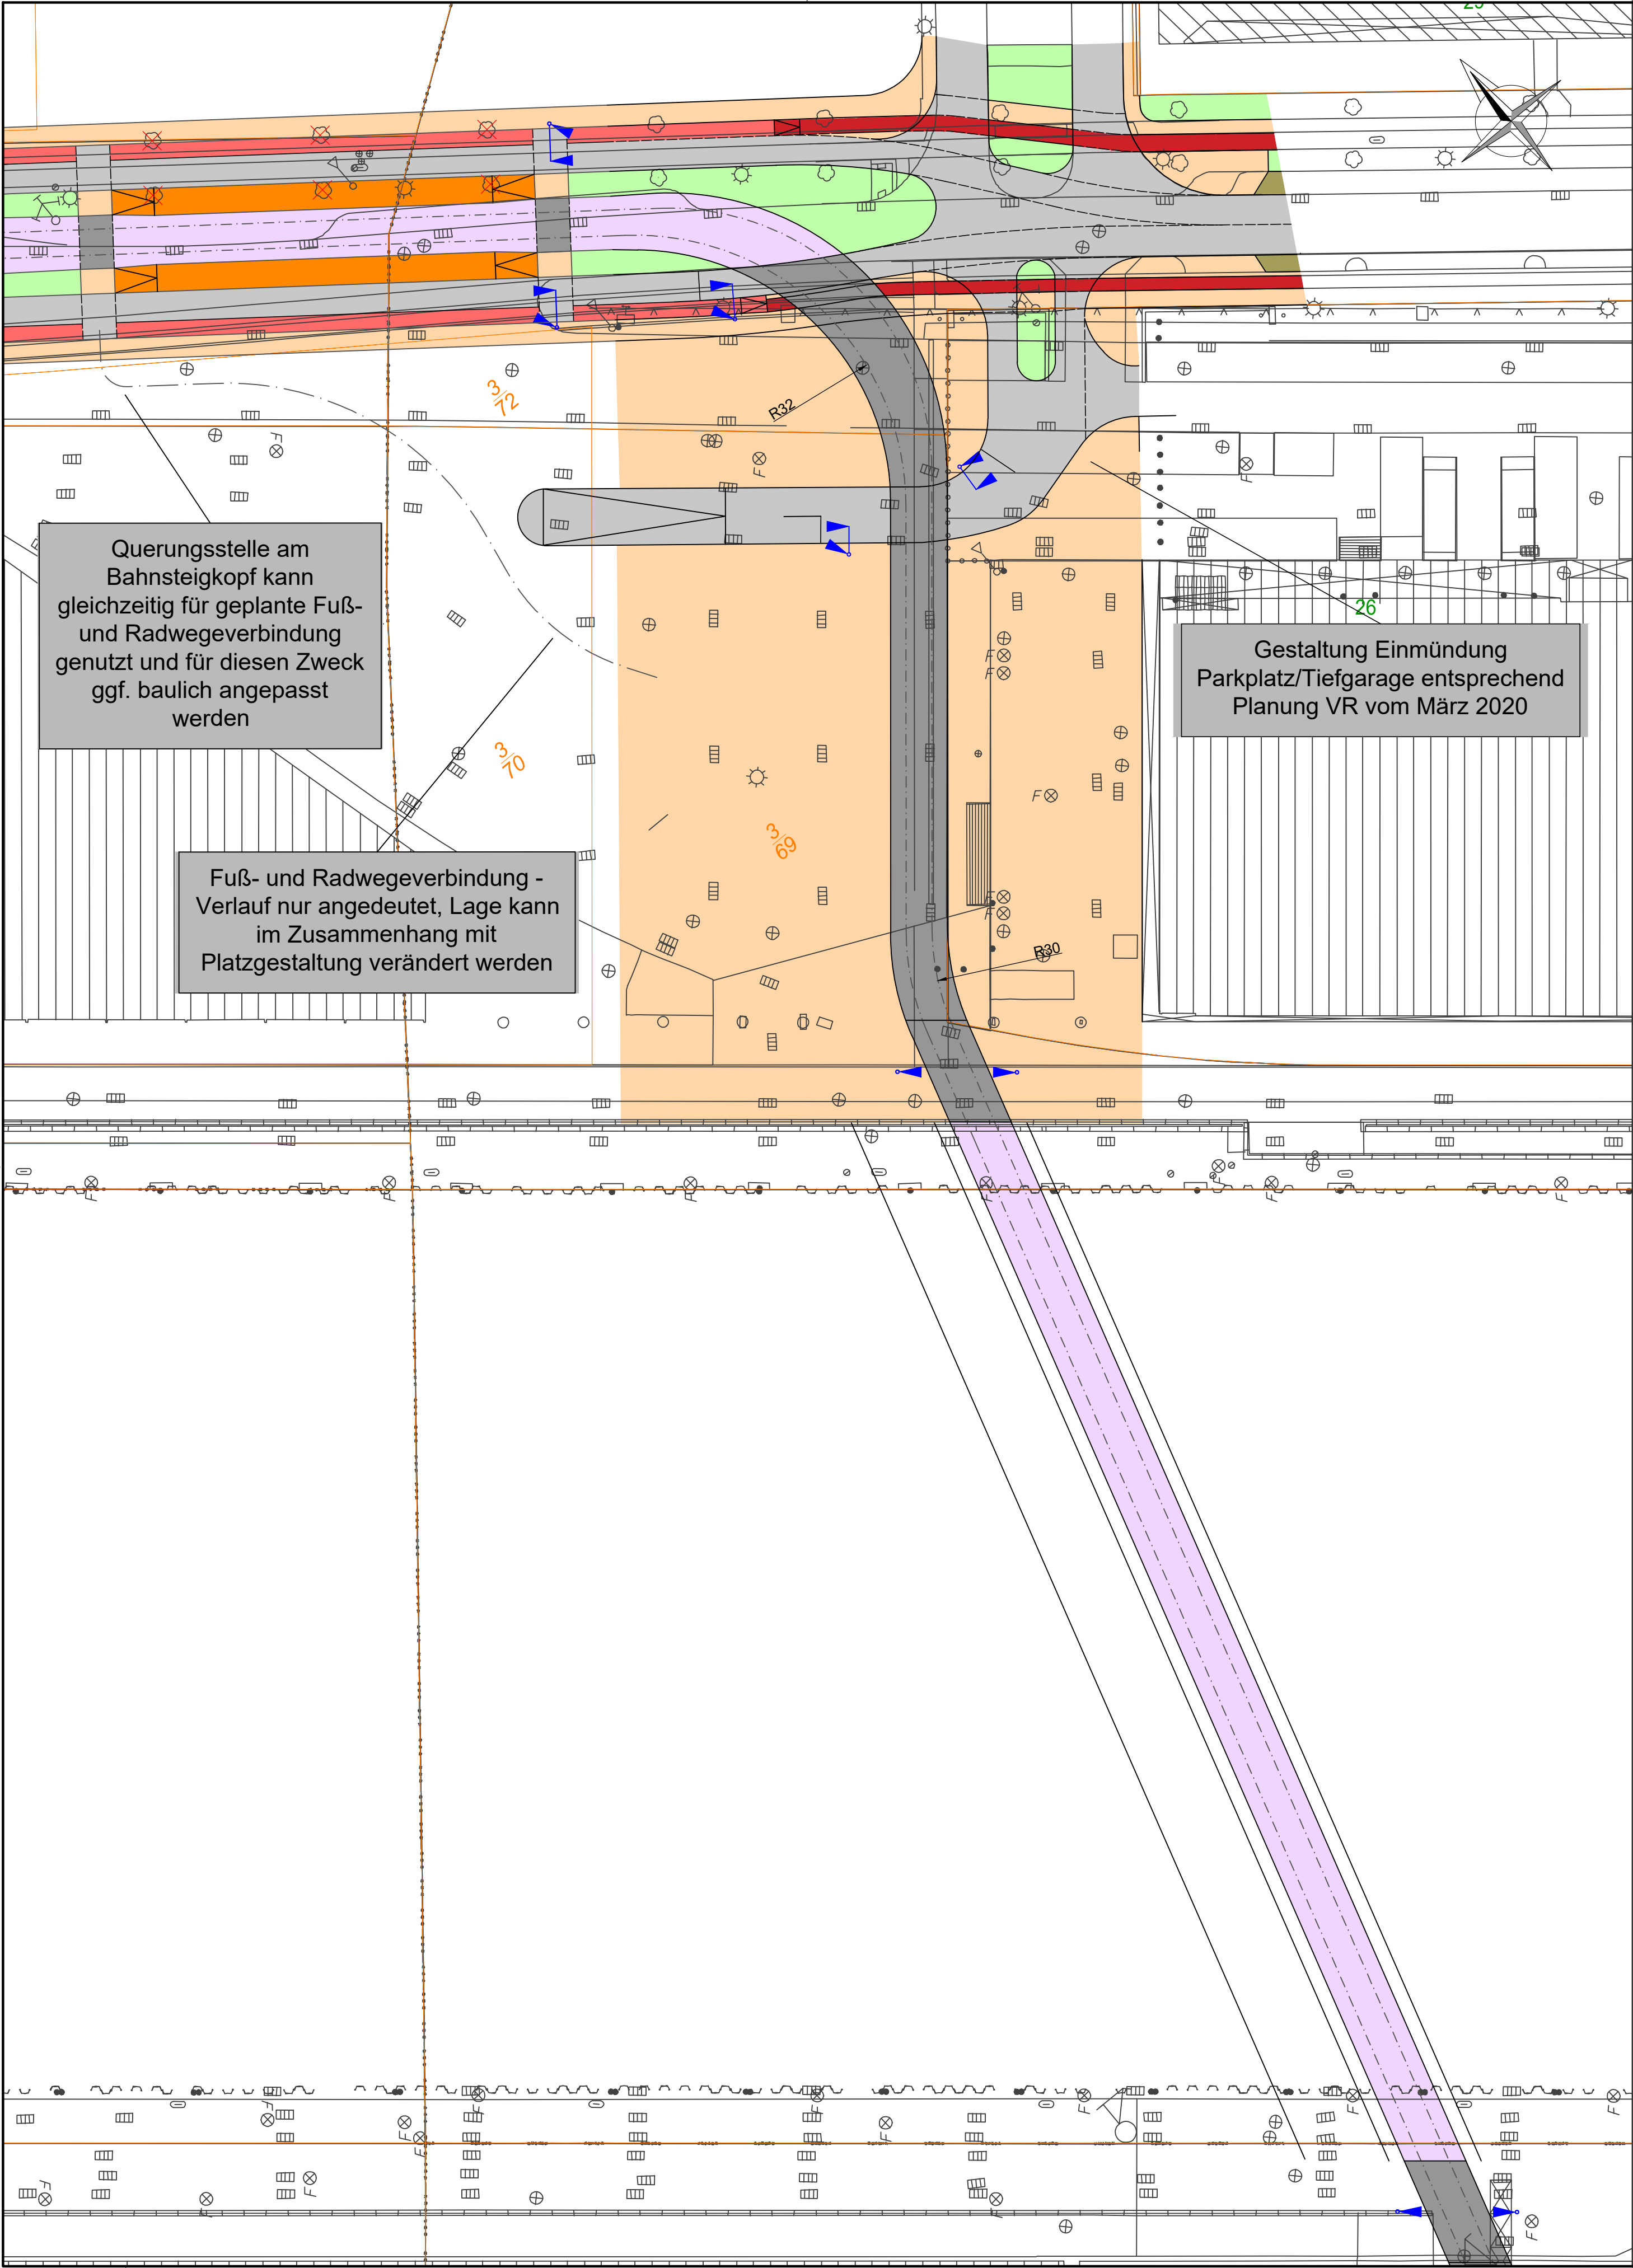 29
3/72
R32
Querungsstelle am
Bahnsteigkopf kann
gleichzeitig für geplante Fuß-
und Radwegeverbindung
genutzt und für diesen Zweck
ggf. baulich angepasst
werden
26
Gestaltung Einmündung
Parkplatz/Tiefgarage entsprechend
Planung VR vom März 2020
3/70
3/69
Fuß- und Radwegeverbindung -
Verlauf nur angedeutet, Lage kann
im Zusammenhang mit
Platzgestaltung verändert werden
R30